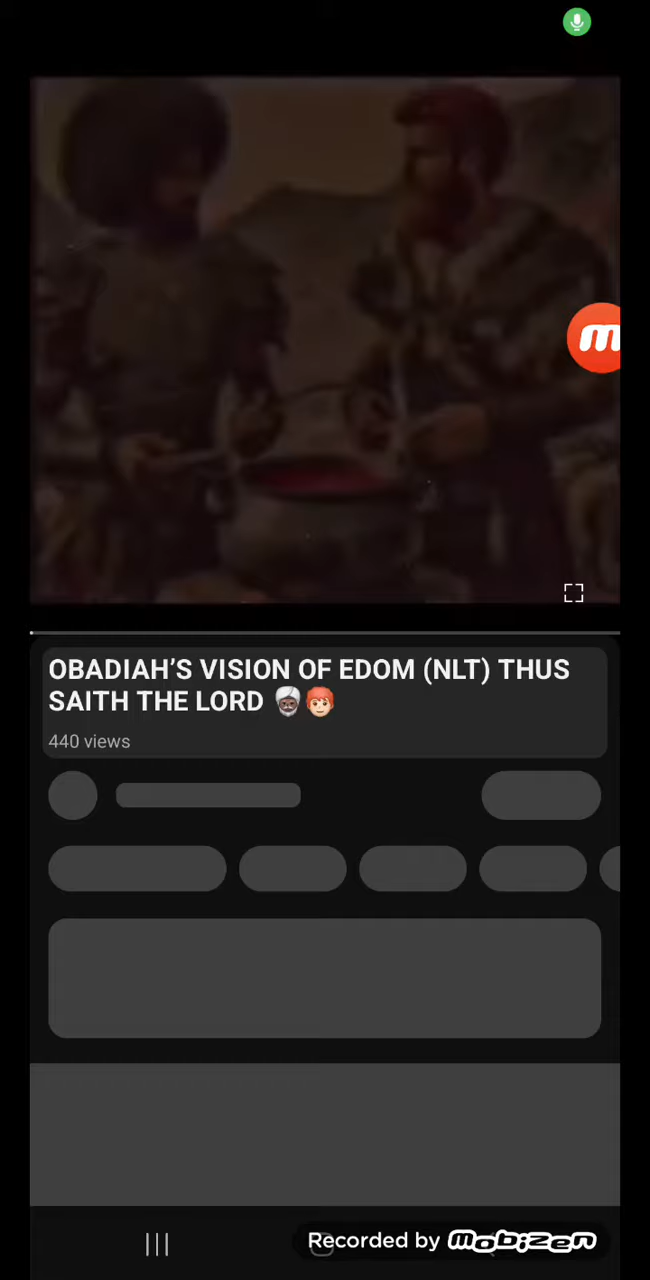 OBADIAH’S VISION OF EDOM (NLT) THUS
SAITH THE LORD 👳🏿👨🏻‍🦰
440 views
Recorded by mobizen